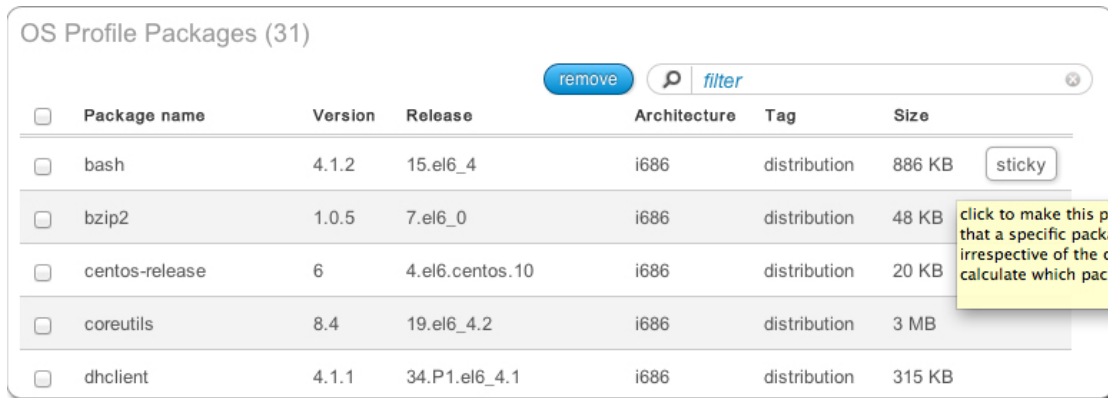 OS Profile Packages (31)
remove filter
Package name Version Release Architecture Tag Size
bash 4.1.2 15.el6_4 i686 distribution 886 KB sticky
bzip2 1.0.5 7.el6_0 i686 distribution 48 KB
click to make this p
that a specific pack
centos-release 6 4.el6.centos.10 i686 distribution 20 KB
irrespective of the
calculate which pac
coreutils 8.4 19.el6_4.2 i686 distribution 3 MB
dhclient 4.1.1 34.P1.el6_4.1 i686 distribution 315 KB